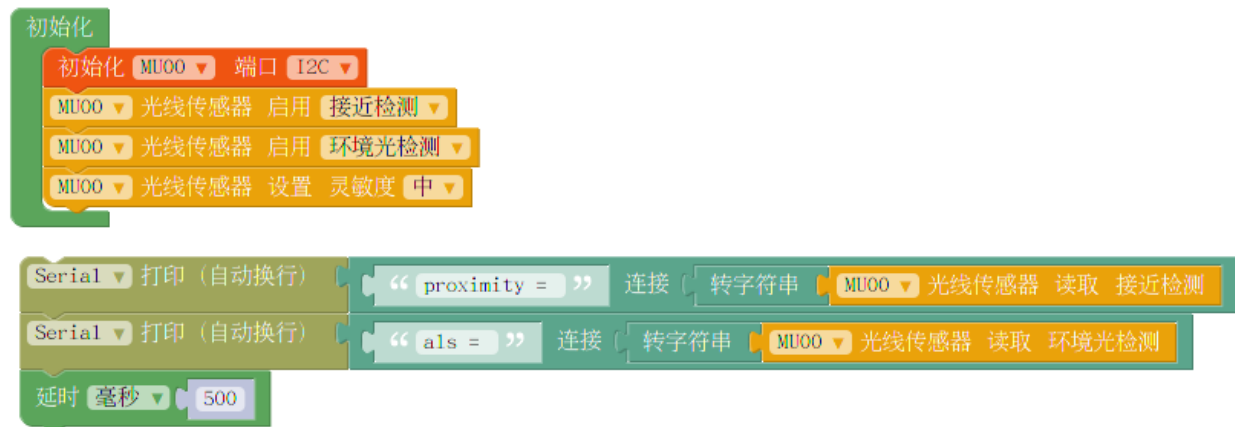 初始化
初始化 MU00 ▼ 端口 I2C ▼
MU00 ▼ 光线传感器 启用 接近检测 ▼
MU00 ▼ 光线传感器 启用 环境光检测 ▼
MU00 ▼ 光线传感器 设置 灵敏度 中 ▼
Serial ▼ 打印（自动换行） “ proximity = ” 连接 转字符串 MU00 ▼ 光线传感器 读取 接近检测
Serial ▼ 打印（自动换行） “ als = ” 连接 转字符串 MU00 ▼ 光线传感器 读取 环境光检测
延时 毫秒 ▼ 500